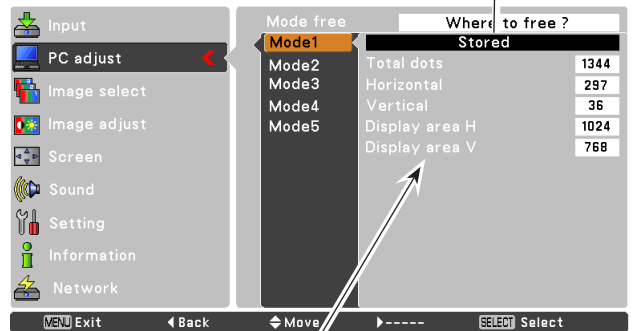 Input
PC adjust
Image select
Image adjust
Screen
Sound
Setting
Information
Network
Mode free Where to free ?
Mode1 Stored
Mode2
Mode3
Mode4
Mode5
Total dots 1344
Horizontal 297
Vertical 36
Display area H 1024
Display area V 768
MENU Exit Back Move ----- SELECT Select